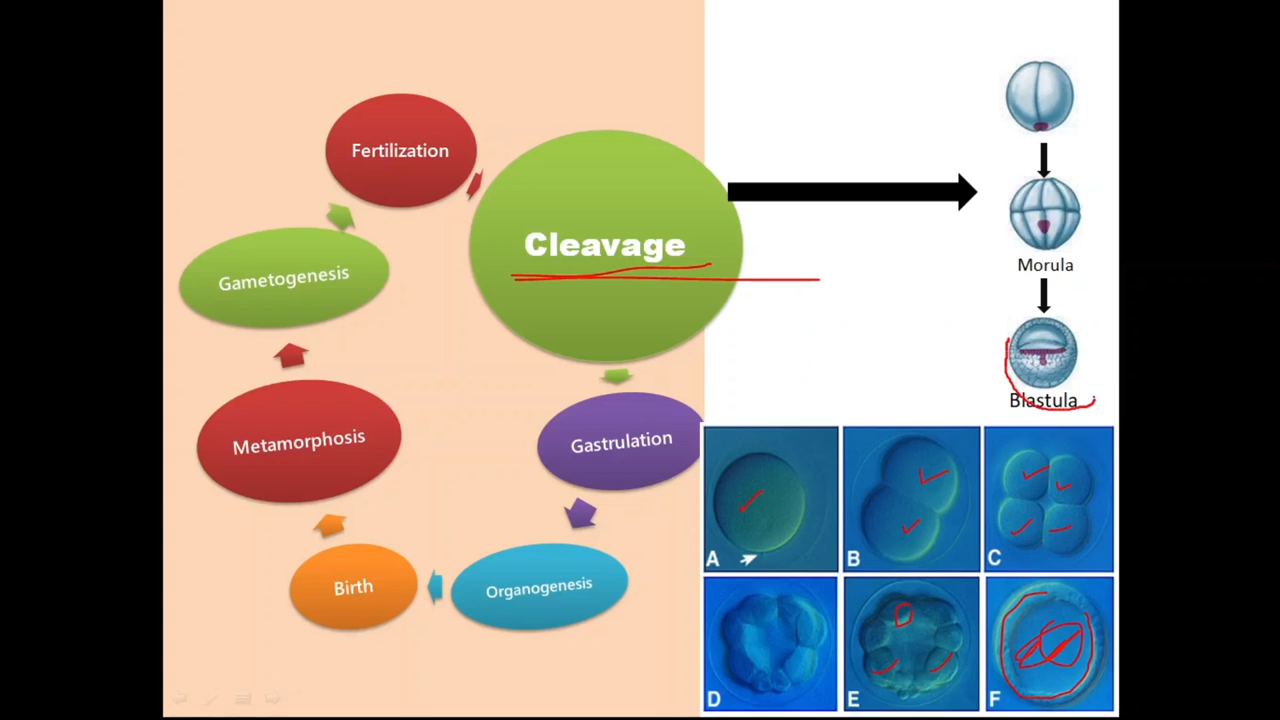 Fertilization
Cleavage
Gametogenesis
Morula
Blastula
Metamorphosis
Gastrulation
Birth
Organogenesis
A
B
C
D
E
F